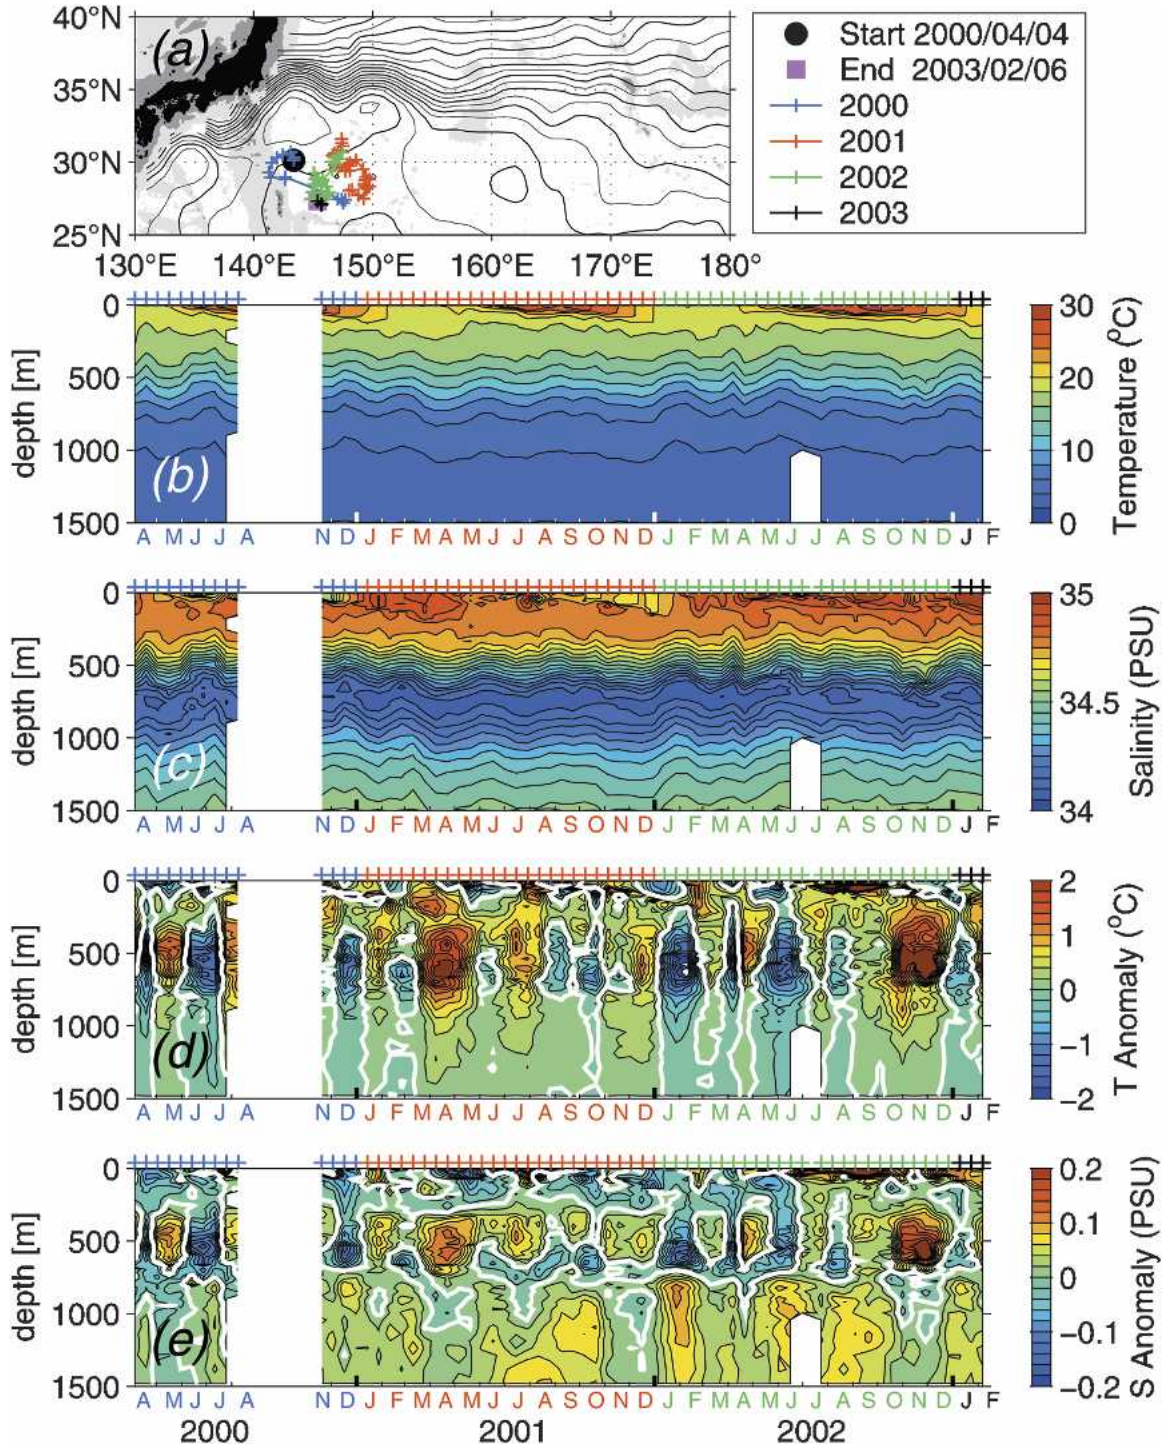 40°N
35°N
30°N
25°N
130°E 140°E 150°E 160°E 170°E 180°
(a)
Start 2000/04/04
End 2003/02/06
2000
2001
2002
2003
0
500
1000
1500
depth [m]
(b)
A M J J A N D J F M A M J J A S O N D J F M A M J J A S O N D J F
30
20
10
0
Temperature (°C)
0
500
1000
1500
depth [m]
(c)
A M J J A N D J F M A M J J A S O N D J F M A M J J A S O N D J F
35
34.5
34
Salinity (PSU)
0
500
1000
1500
depth [m]
(d)
A M J J A N D J F M A M J J A S O N D J F M A M J J A S O N D J F
2
1
0
−1
−2
T Anomaly (°C)
0
500
1000
1500
depth [m]
(e)
A M J J A N D J F M A M J J A S O N D J F M A M J J A S O N D J F
0.2
0.1
0
−0.1
−0.2
S Anomaly (PSU)
2000 2001 2002